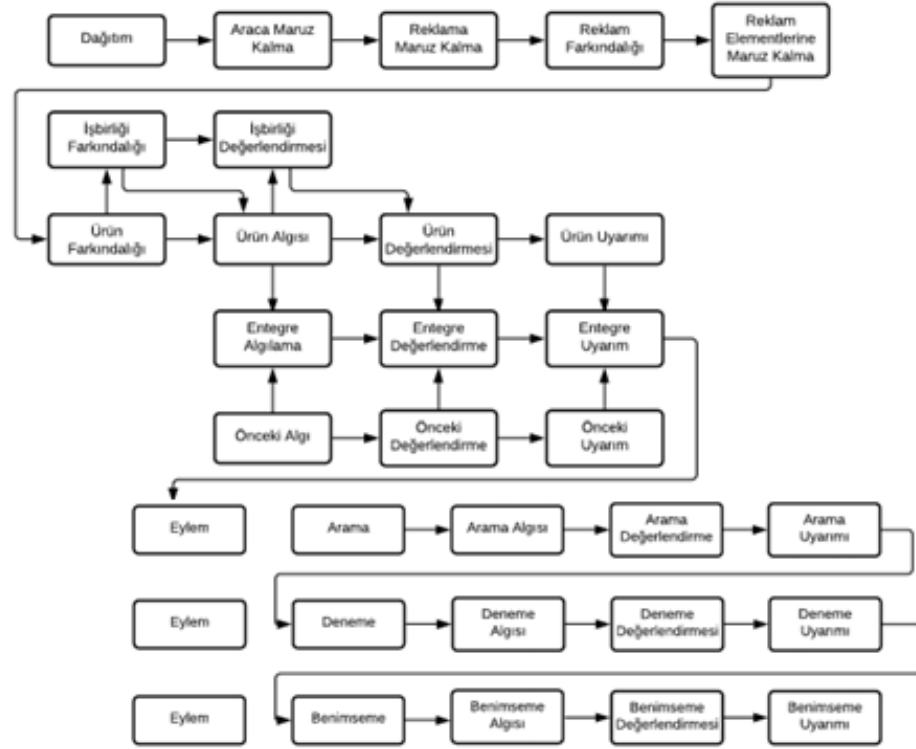 Dağıtım
Araca Maruz
Kalma
Reklama
Maruz Kalma
Reklam
Farkındalığı
Reklam
Elementlerine
Maruz Kalma
İşbirliği
Farkındalığı
İşbirliği
Değerlendirmesi
Ürün
Farkındalığı
Ürün Algısı
Ürün
Değerlendirmesi
Ürün Uyarımı
Entegre
Algılama
Entegre
Değerlendirme
Entegre
Uyarım
Önceki Algı
Önceki
Değerlendirme
Önceki
Uyarım
Eylem
Arama
Arama Algısı
Arama
Değerlendirme
Arama
Uyarımı
Eylem
Deneme
Deneme
Algısı
Deneme
Değerlendirmesi
Deneme
Uyarımı
Eylem
Benimseme
Benimseme
Algısı
Benimseme
Değerlendirmesi
Benimseme
Uyarımı